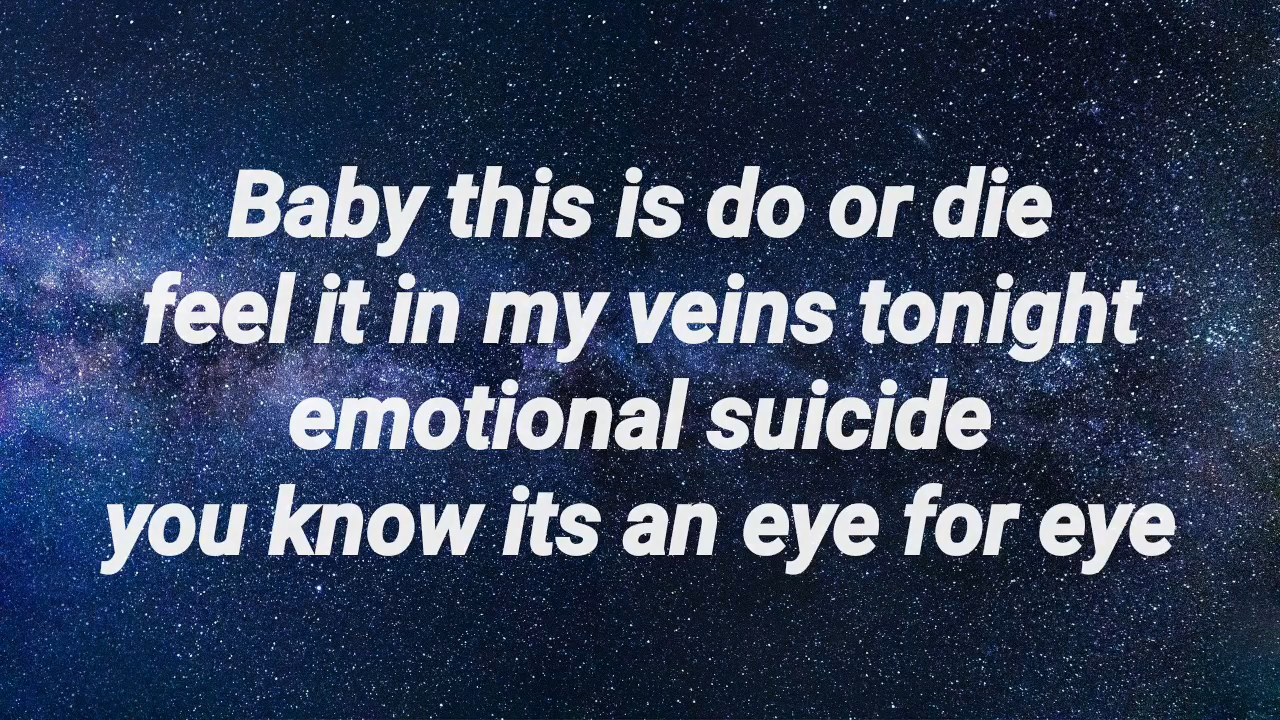 Baby this is do or die
feel it in my veins tonight
emotional suicide
you know its an eye for eye